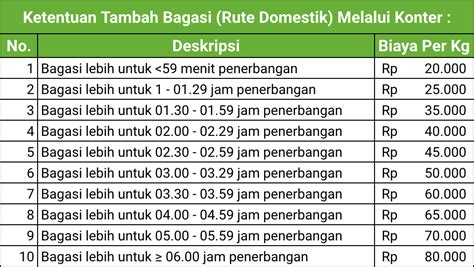 Ketentuan Tambah Bagasi (Rute Domestik) Melalui Konter :
No. Deskripsi Biaya Per Kg
1 Bagasi lebih untuk <59 menit penerbangan Rp 20.000
2 Bagasi lebih untuk 1 - 01.29 jam penerbangan Rp 25.000
3 Bagasi lebih untuk 01.30 - 01.59 jam penerbangan Rp 35.000
4 Bagasi lebih untuk 02.00 - 02.29 jam penerbangan Rp 40.000
5 Bagasi lebih untuk 02.30 - 02.59 jam penerbangan Rp 45.000
6 Bagasi lebih untuk 03.00 - 03.29 jam penerbangan Rp 50.000
7 Bagasi lebih untuk 03.30 - 03.59 jam penerbangan Rp 60.000
8 Bagasi lebih untuk 04.00 - 04.59 jam penerbangan Rp 65.000
9 Bagasi lebih untuk 05.00 - 05.59 jam penerbangan Rp 70.000
10 Bagasi lebih untuk ≥ 06.00 jam penerbangan Rp 80.000